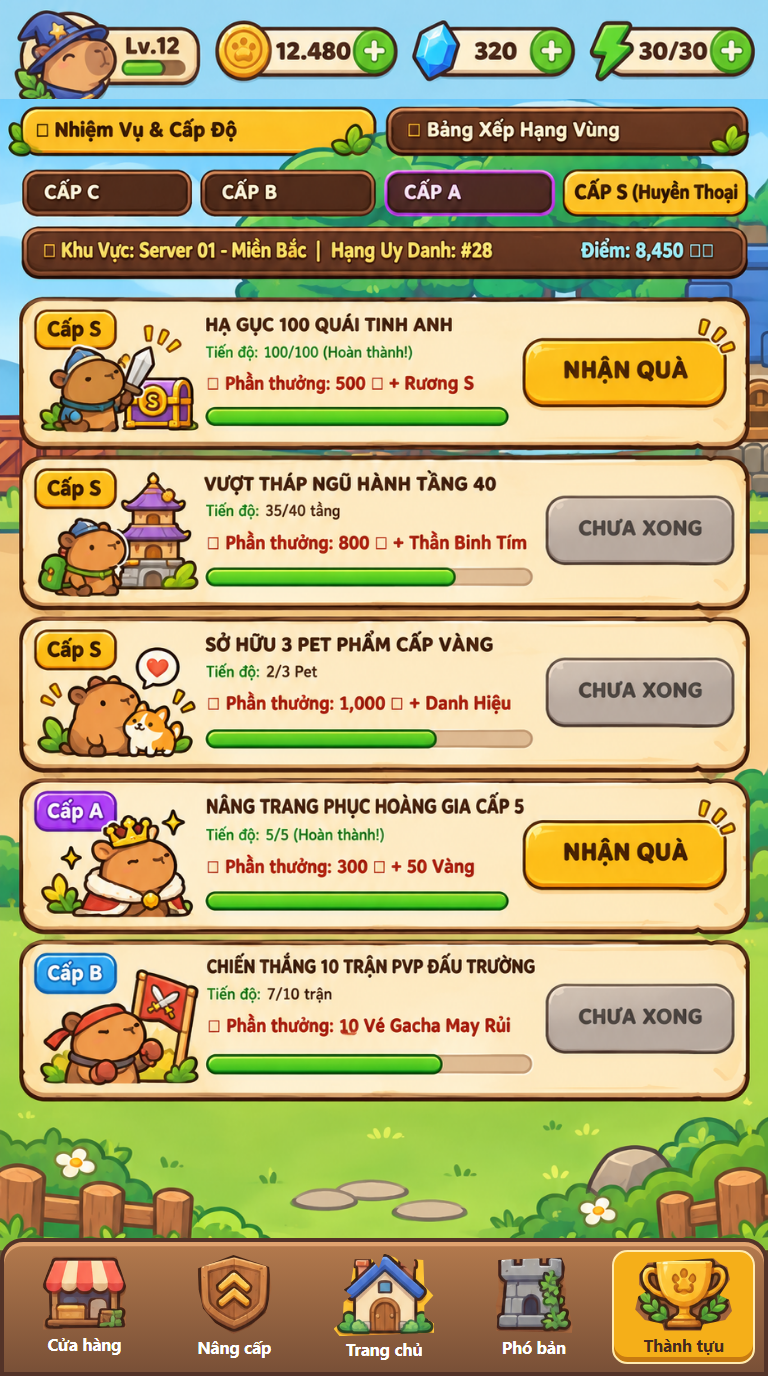 Lv.12
12.480
320
30/30
□ Nhiệm Vụ & Cấp Độ
□ Bảng Xếp Hạng Vùng
CẤP C
CẤP B
CẤP A
CẤP S (Huyền Thoại
□ Khu Vực: Server 01 - Miền Bắc | Hạng Uy Danh: #28
Điểm: 8,450 □□
Cấp S
HẠ GỤC 100 QUÁI TINH ANH
Tiến độ: 100/100 (Hoàn thành!)
□ Phần thưởng: 500 □ + Rương S
S
NHẬN QUÀ
Cấp S
VƯỢT THÁP NGŨ HÀNH TẦNG 40
Tiến độ: 35/40 tầng
□ Phần thưởng: 800 □ + Thần Binh Tím
CHƯA XONG
Cấp S
SỞ HỮU 3 PET PHẨM CẤP VÀNG
Tiến độ: 2/3 Pet
□ Phần thưởng: 1,000 □ + Danh Hiệu
CHƯA XONG
Cấp A
NÂNG TRANG PHỤC HOÀNG GIA CẤP 5
Tiến độ: 5/5 (Hoàn thành!)
□ Phần thưởng: 300 □ + 50 Vàng
NHẬN QUÀ
Cấp B
CHIẾN THẮNG 10 TRẬN PVP ĐẤU TRƯỜNG
Tiến độ: 7/10 trận
□ Phần thưởng: 10 Vé Gacha May Rủi
CHƯA XONG
Cửa hàng
Nâng cấp
Trang chủ
Phó bản
Thành tựu